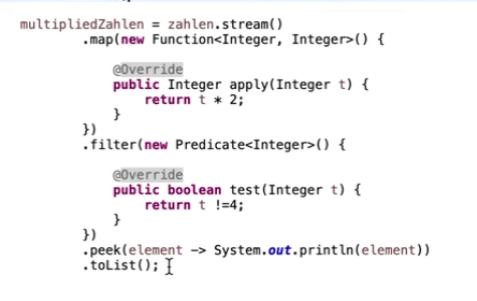 multipliedZahlen = zahlen.stream()
.map(new Function<Integer, Integer>() {
@Override
public Integer apply(Integer t) {
return t * 2;
}
})
.filter(new Predicate<Integer>() {
@Override
public boolean test(Integer t) {
return t !=4;
}
})
.peek(element -> System.out.println(element))
.toList();